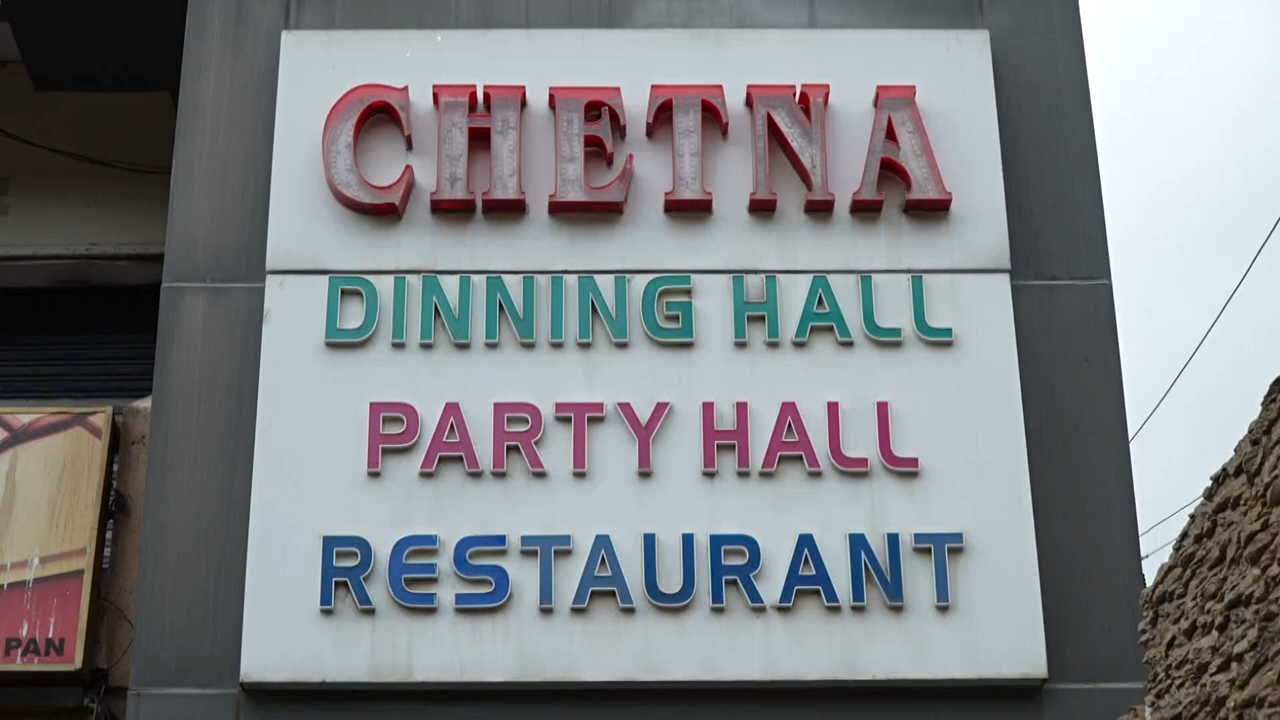 CHETNA
DINNING HALL
PARTY HALL
RESTAURANT
PAN